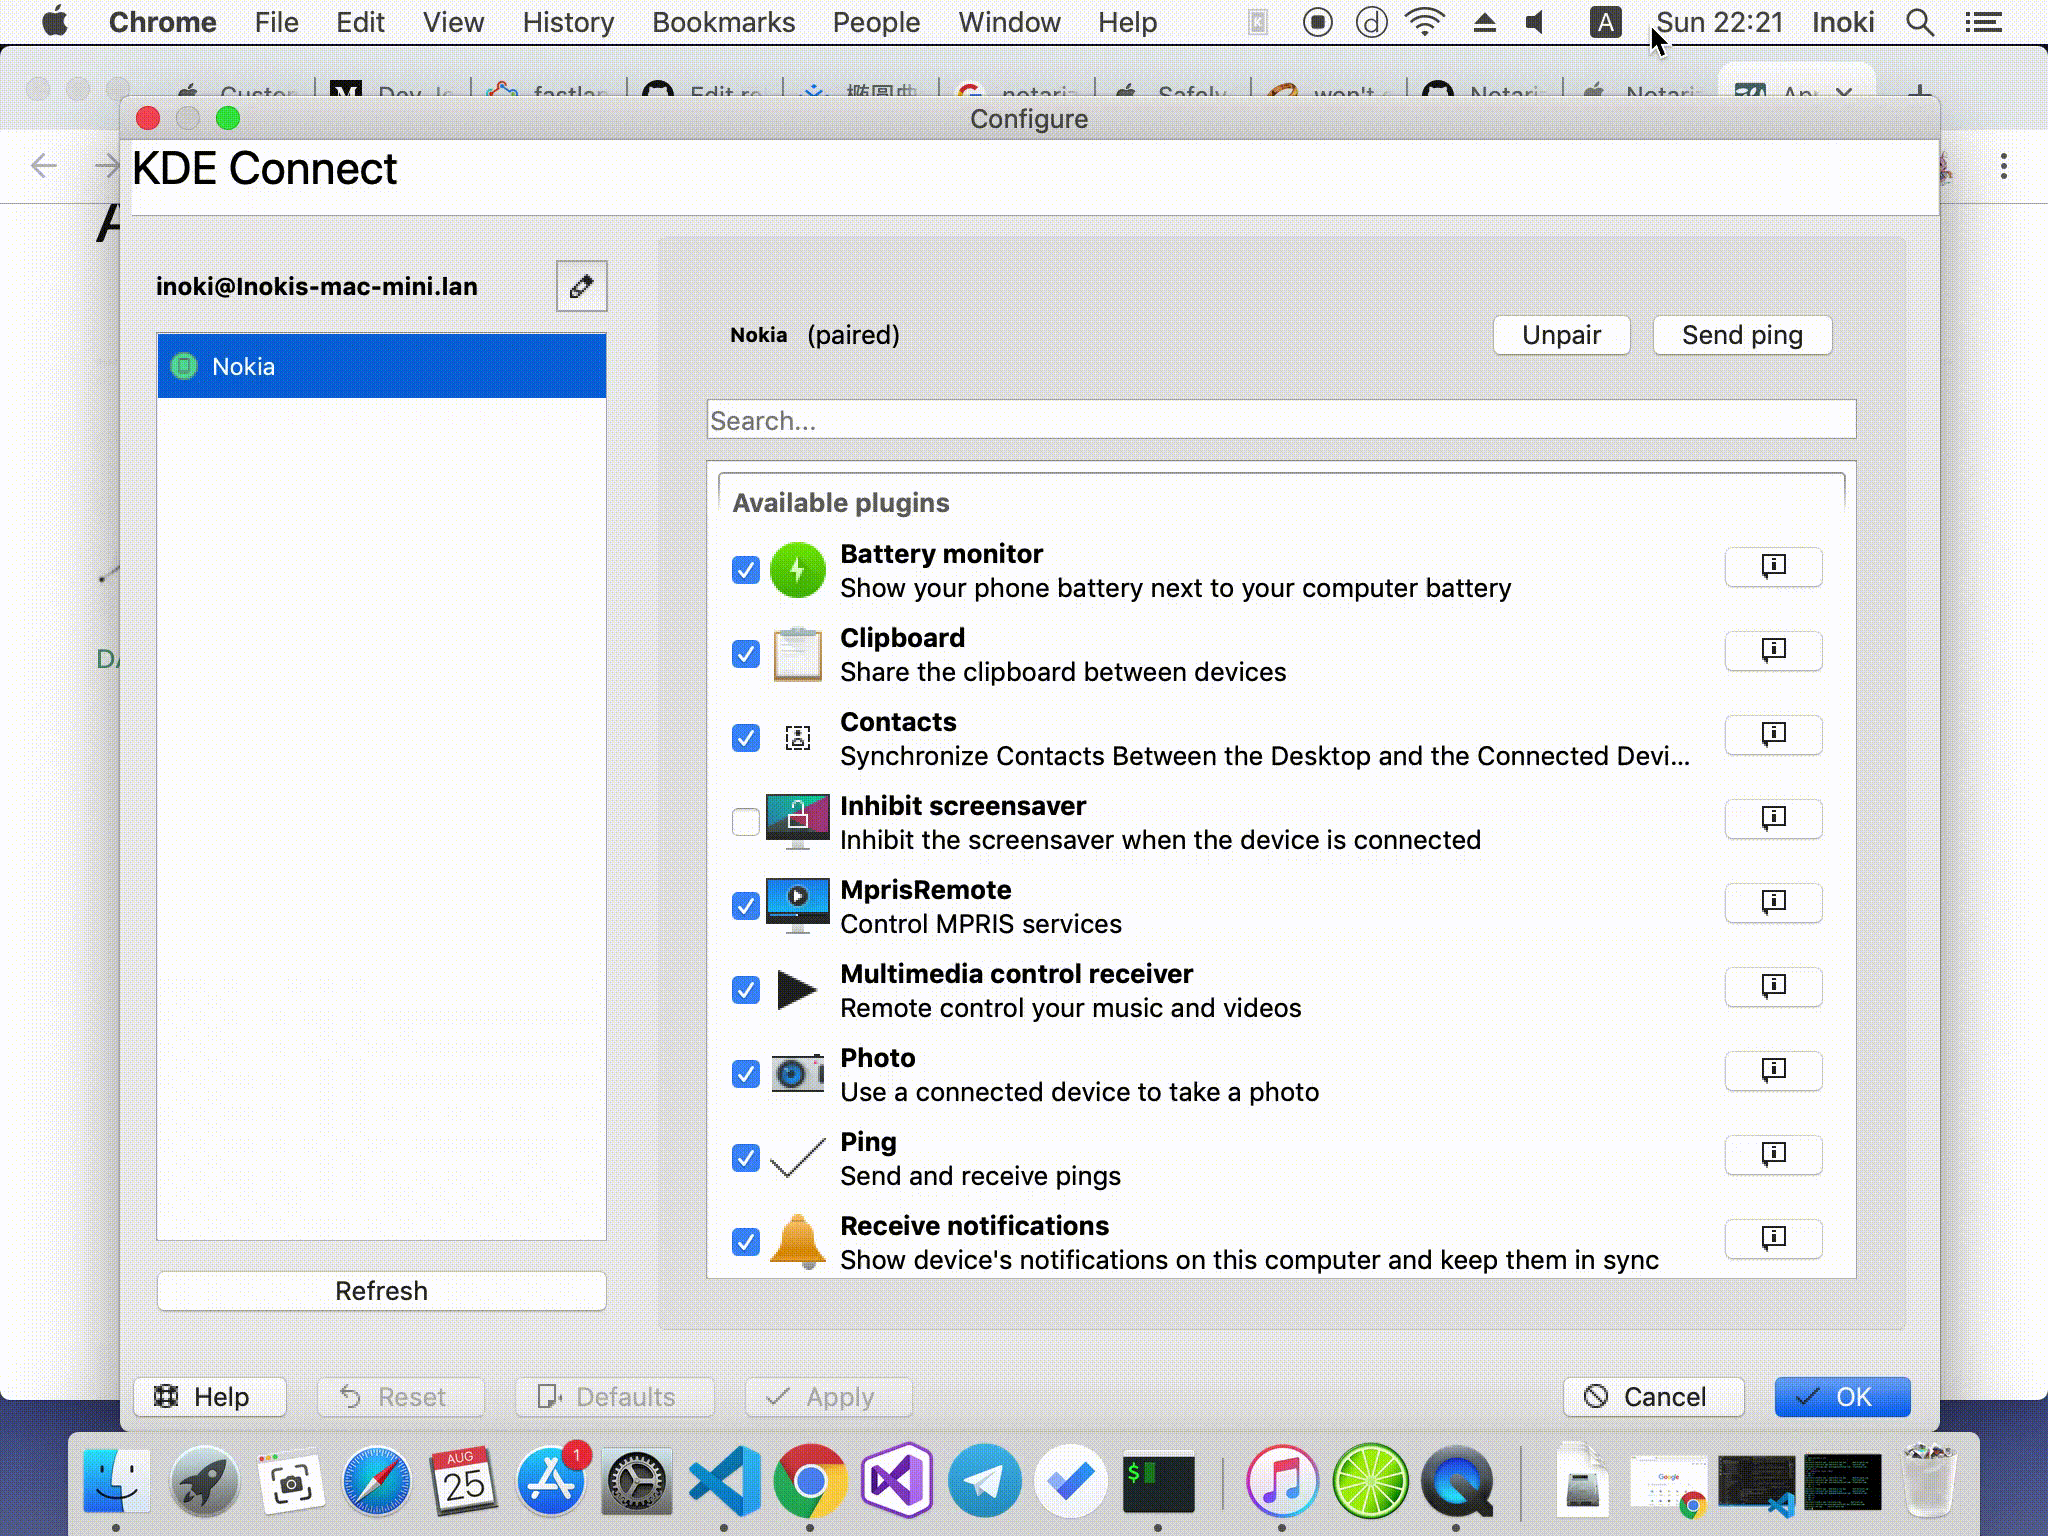 Chrome File Edit View History Bookmarks People Window Help A Sun 22:21 Inoki
Configure
KDE Connect
inoki@Inokis-mac-mini.lan
Nokia
Nokia (paired) Unpair Send ping
Search...
Available plugins
Battery monitor
Show your phone battery next to your computer battery
Clipboard
Share the clipboard between devices
Contacts
Synchronize Contacts Between the Desktop and the Connected Devi...
Inhibit screensaver
Inhibit the screensaver when the device is connected
MprisRemote
Control MPRIS services
Multimedia control receiver
Remote control your music and videos
Photo
Use a connected device to take a photo
Ping
Send and receive pings
Receive notifications
Show device's notifications on this computer and keep them in sync
Refresh
Help Reset Defaults Apply Cancel OK
AUG
25
1
$
Google